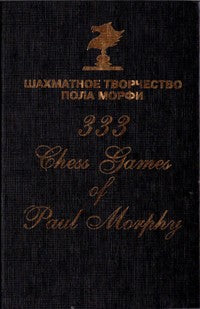 ШАХМАТНОЕ ТВОРЧЕСТВО
ПОЛА МОРФИ
333
Chess Games
of
Paul Morphy